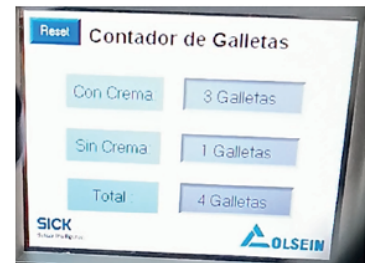 Reset
Contador de Galletas
Con Crema: 3 Galletas
Sin Crema: 1 Galletas
Total : 4 Galletas
SICK
OLSEIN